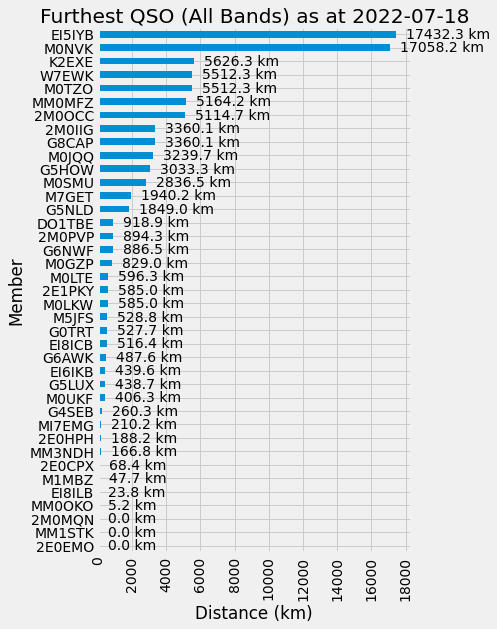 Furthest QSO (All Bands) as at 2022-07-18
EI5IYB 17432.3 km
M0NVK 17058.2 km
K2EXE 5626.3 km
W7EWK 5512.3 km
M0TZO 5512.3 km
MM0MFZ 5164.2 km
2M0OCC 5114.7 km
2M0IIG 3360.1 km
G8CAP 3360.1 km
M0JQQ 3239.7 km
G5HOW 3033.3 km
M0SMU 2836.5 km
M7GET 1940.2 km
G5NLD 1849.0 km
DO1TBE 918.9 km
2M0PVP 894.3 km
G6NWF 886.5 km
M0GZP 829.0 km
M0LTE 596.3 km
2E1PKY 585.0 km
M0LKW 585.0 km
M5JFS 528.8 km
G0TRT 527.7 km
EI8ICB 516.4 km
G6AWK 487.6 km
EI6IKB 439.6 km
G5LUX 438.7 km
M0UKF 406.3 km
G4SEB 260.3 km
MI7EMG 210.2 km
2E0HPH 188.2 km
MM3NDH 166.8 km
2E0CPX 68.4 km
M1MBZ 47.7 km
EI8ILB 23.8 km
MM0OKO 5.2 km
2M0MQN 0.0 km
MM1STK 0.0 km
2E0EMO 0.0 km
Member
0 2000 4000 6000 8000 10000 12000 14000 16000 18000
Distance (km)